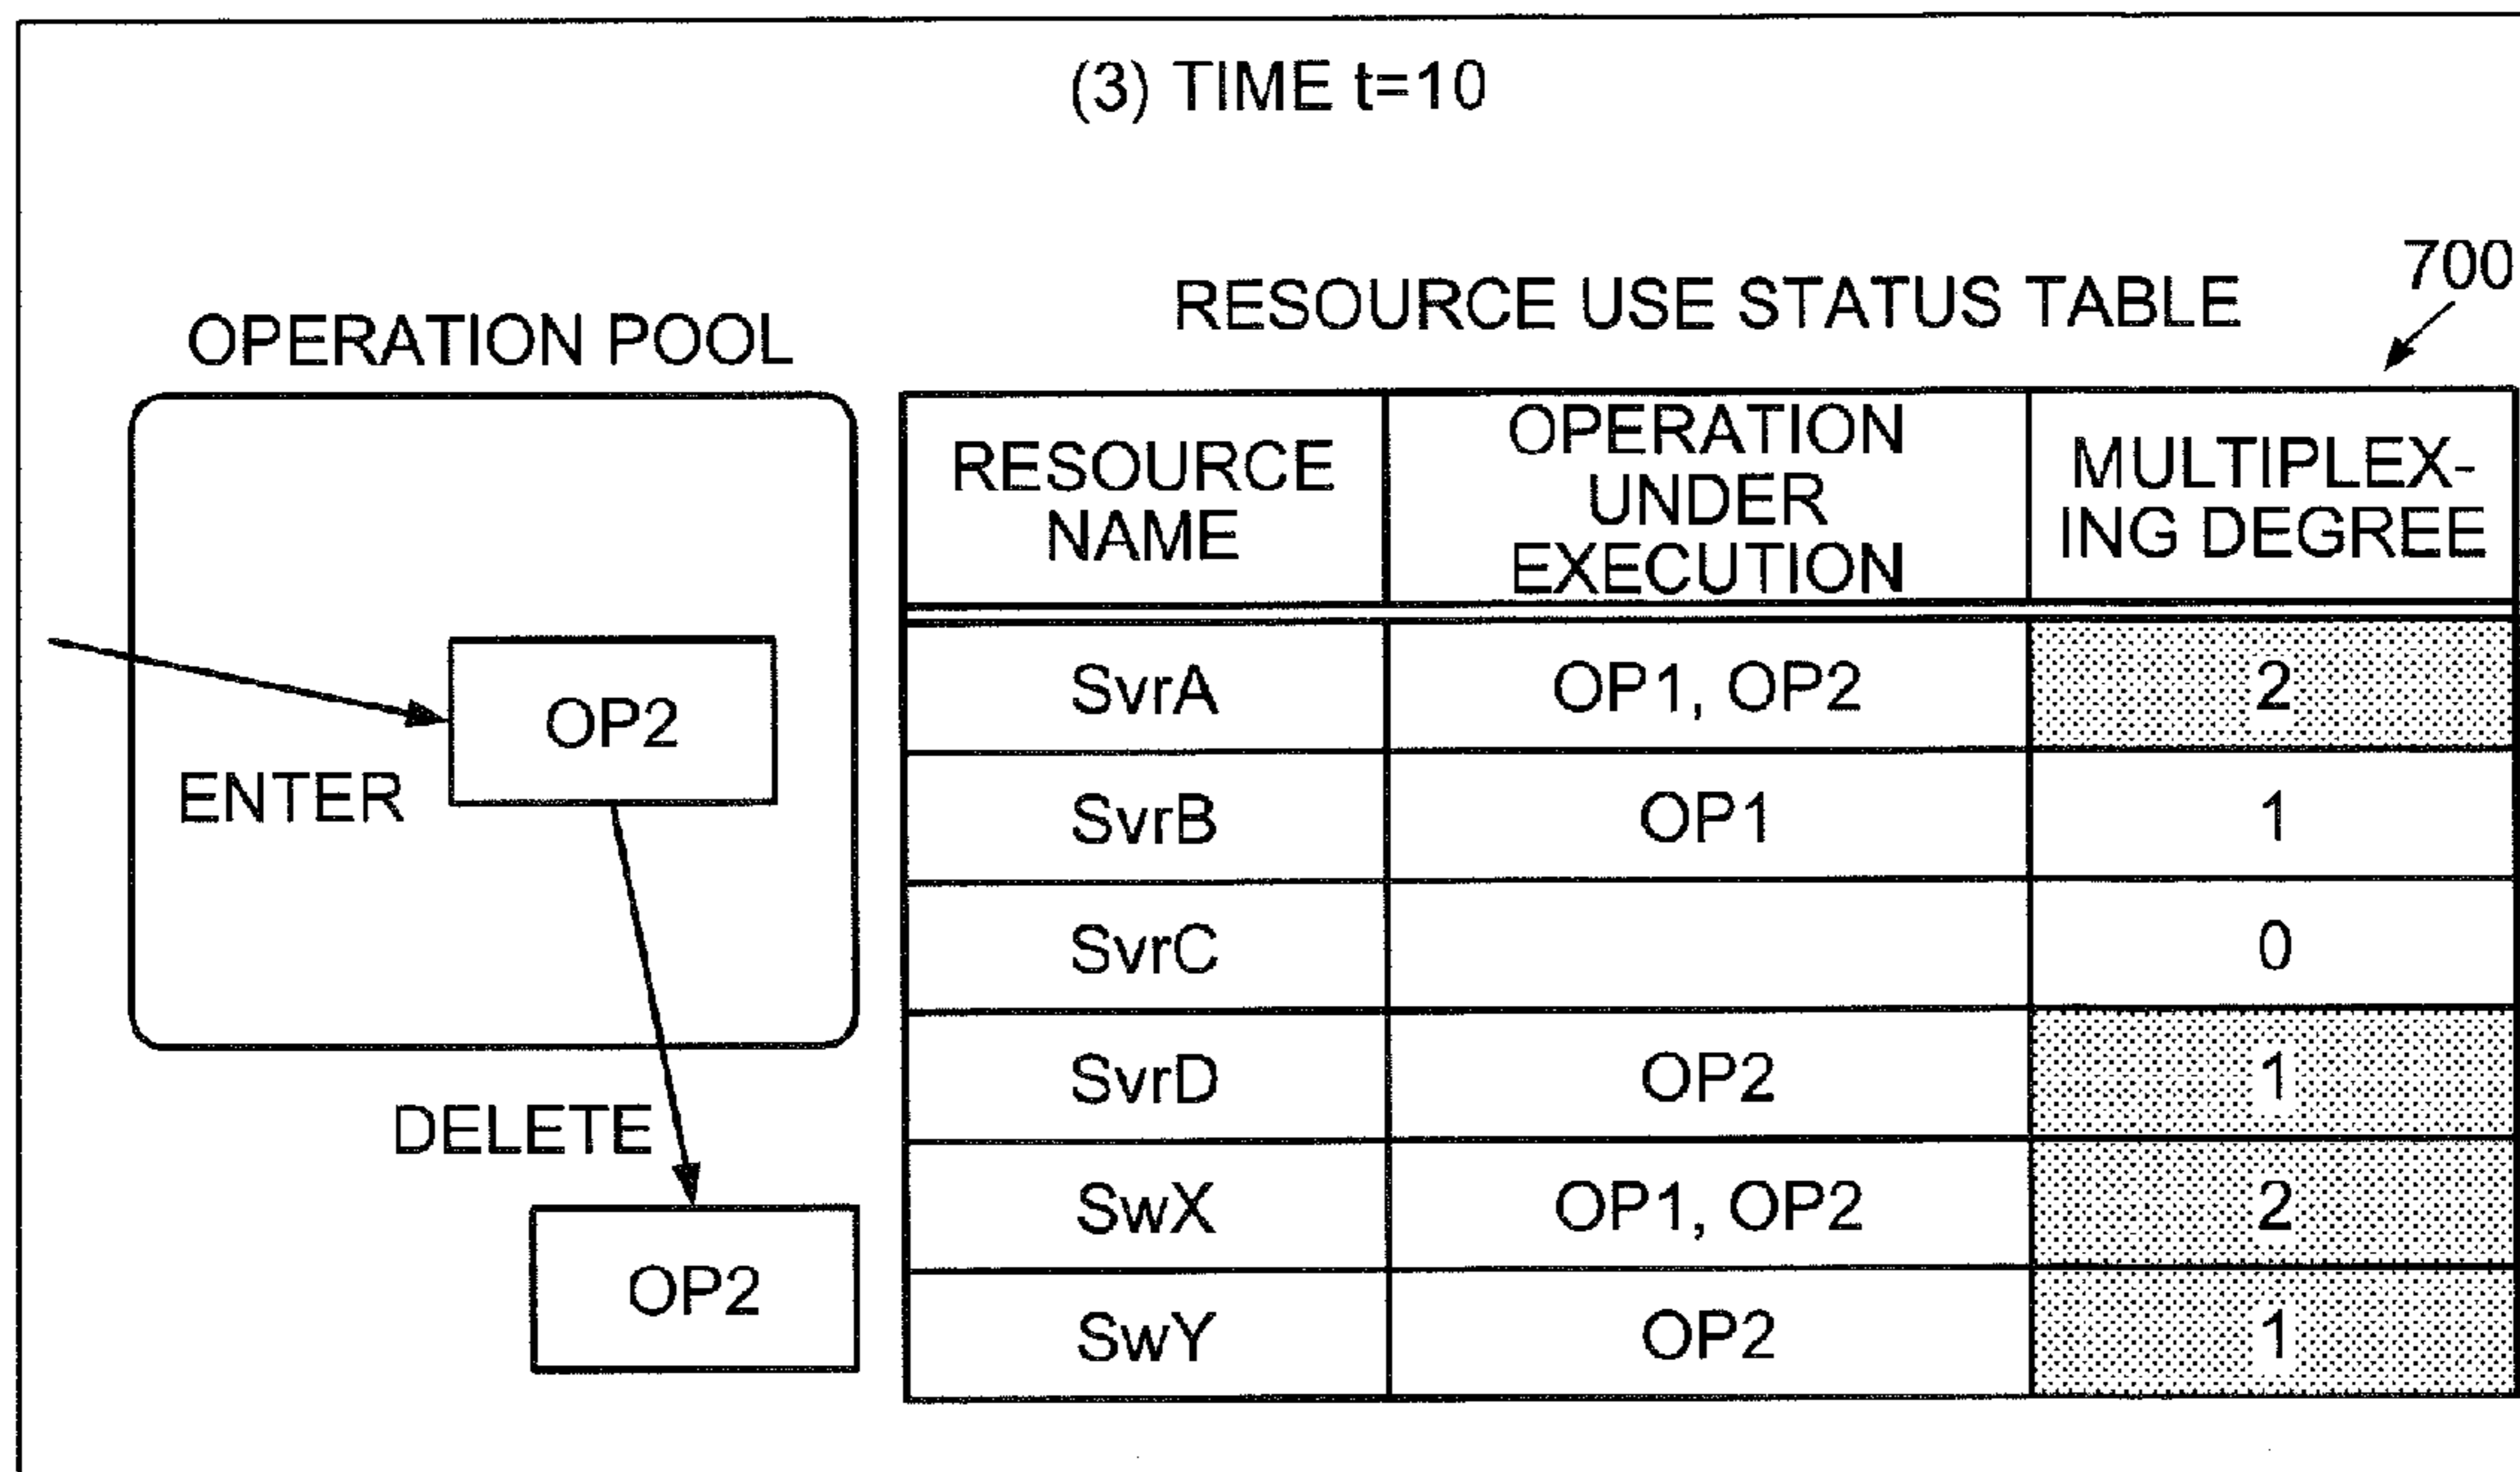 (3) TIME t=10
700
RESOURCE USE STATUS TABLE
OPERATION POOL
RESOURCE NAME
OPERATION UNDER EXECUTION
MULTIPLEX-
ING DEGREE
OP2
ENTER
DELETE
OP2
SvrA OP1, OP2 2
SvrB OP1 1
SvrC 0
SvrD OP2 1
SwX OP1, OP2 2
SwY OP2 1